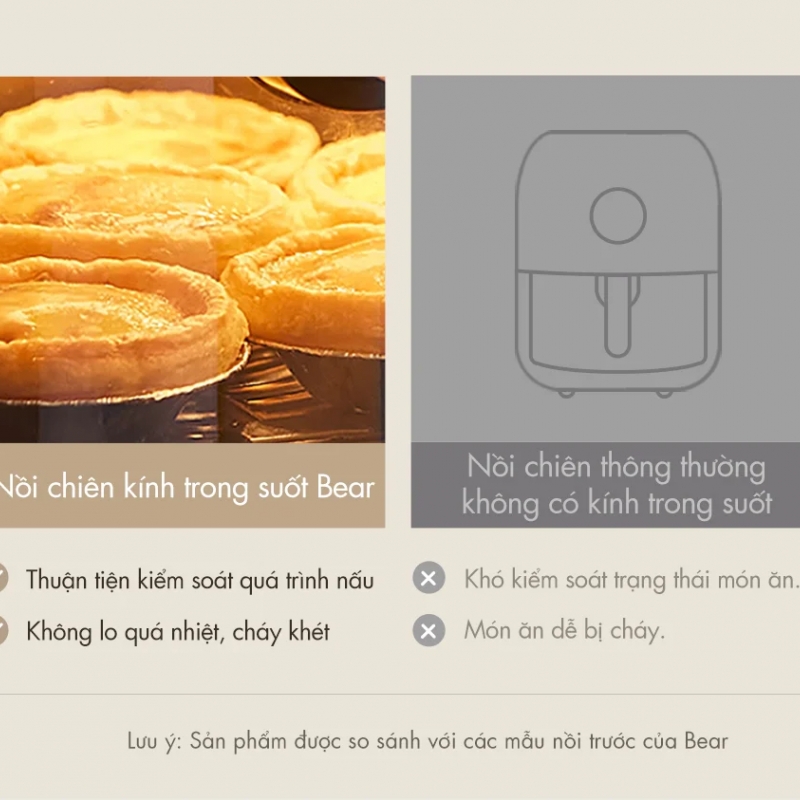 Nồi chiên kính trong suốt Bear
Nồi chiên thông thường
không có kính trong suốt
Thuận tiện kiểm soát quá trình nấu
Không lo quá nhiệt, cháy khét
Khó kiểm soát trạng thái món ăn.
Món ăn dễ bị cháy.
Lưu ý: Sản phẩm được so sánh với các mẫu nồi trước của Bear